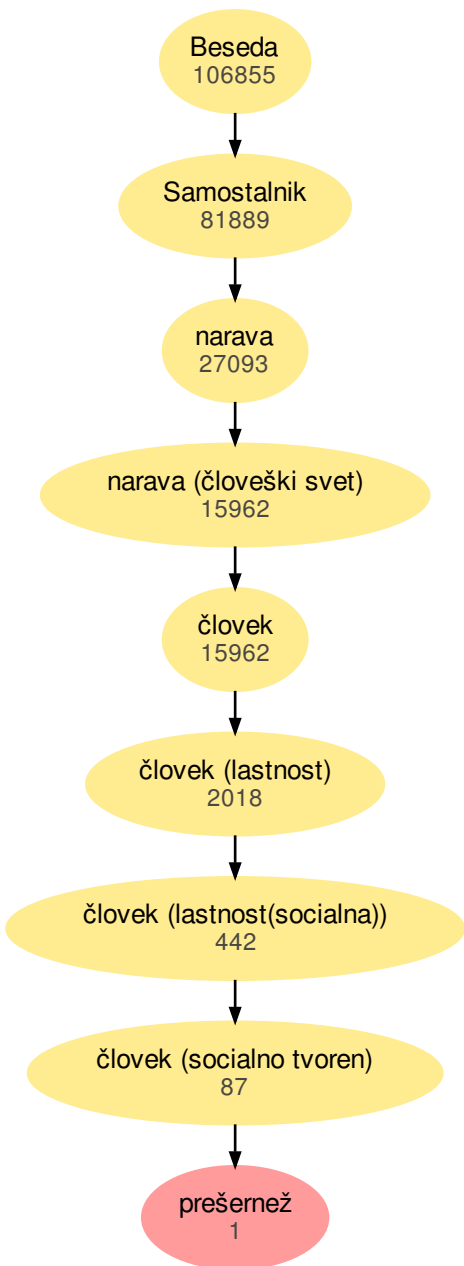 Beseda
106855
Samostalnik
81889
narava
27093
narava (človeški svet)
15962
človek
15962
človek (lastnost)
2018
človek (lastnost(socialna))
442
človek (socialno tvoren)
87
prešernež
1